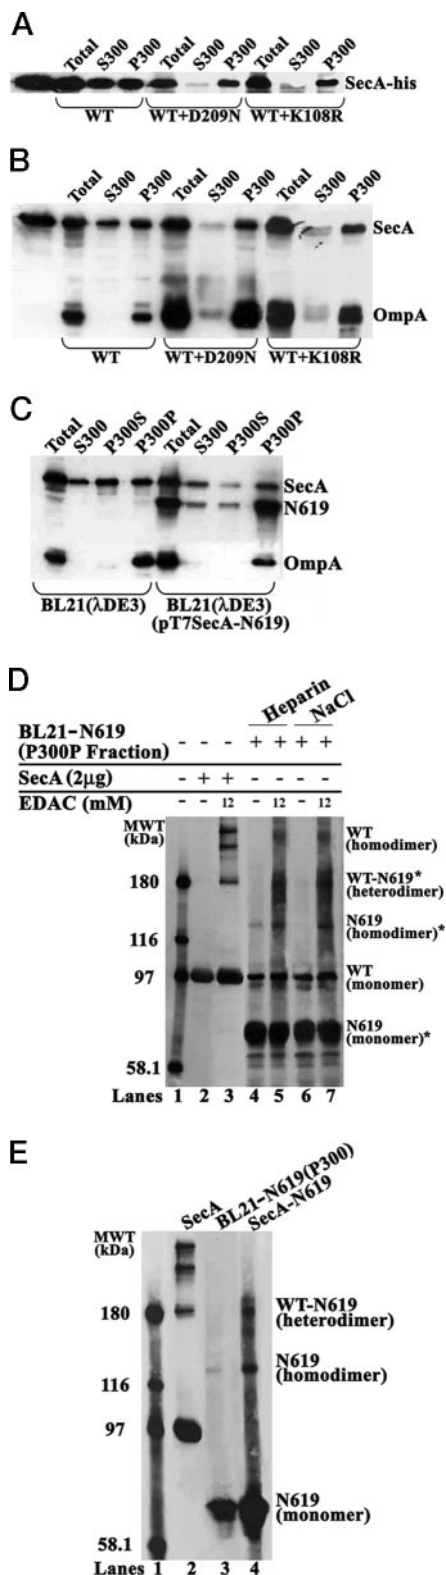 A
Total S300 P300 Total S300 P300 Total S300 P300
SecA-his
WT WT+D209N WT+K108R
B
Total S300 P300 Total S300 P300 Total S300 P300
SecA
OmpA
WT WT+D209N WT+K108R
C
Total S300 P300S P300P Total S300 P300S P300P
SecA
N619
OmpA
BL21(λDE3) BL21(λDE3)
(pT7SecA-N619)
D
Heparin NaCl
BL21-N619
(P300P Fraction) - - - + + + +
SecA (2µg) - + + - - - -
EDAC (mM) - - 12 - 12 - 12
MWT
(kDa)
WT
(homodimer)
180 WT-N619*
(heterodimer)
N619
(homodimer)*
116
97 WT
(monomer)
N619
(monomer)*
58.1
Lanes 1 2 3 4 5 6 7
E
SecA BL21-N619(P300) SecA-N619
MWT
(kDa)
180 WT-N619
(heterodimer)
N619
(homodimer)
116
97
N619
(monomer)
58.1
Lanes 1 2 3 4